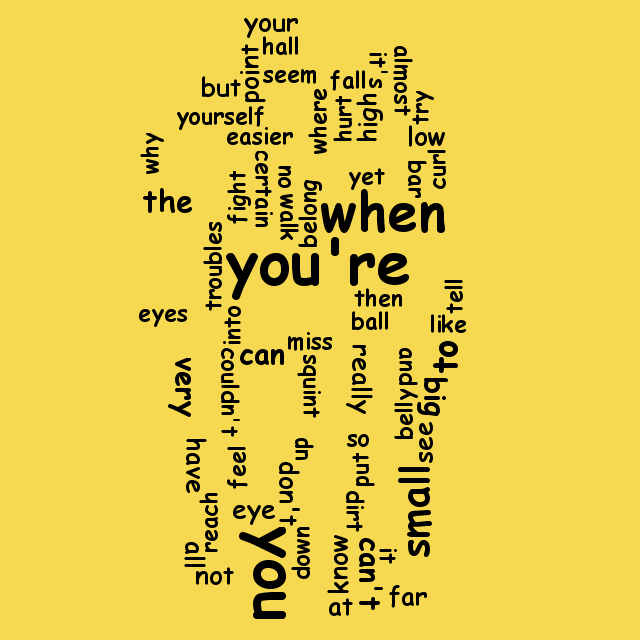 your
hall
point
seem
it's
almost
but
fall
yourself
where
hurt
high
try
easier
low
why
certain
no
walk
fight
belong
yet
bar
curl
the
when
troubles
you're
then
tell
eyes
into
ball
like
can
miss
to
very
couldn't
squint
really
belly
and
big
see
have
up
so
feel
don't
put
small
reach
eye
dirt
all
not
you
down
know
can't
it
at
far